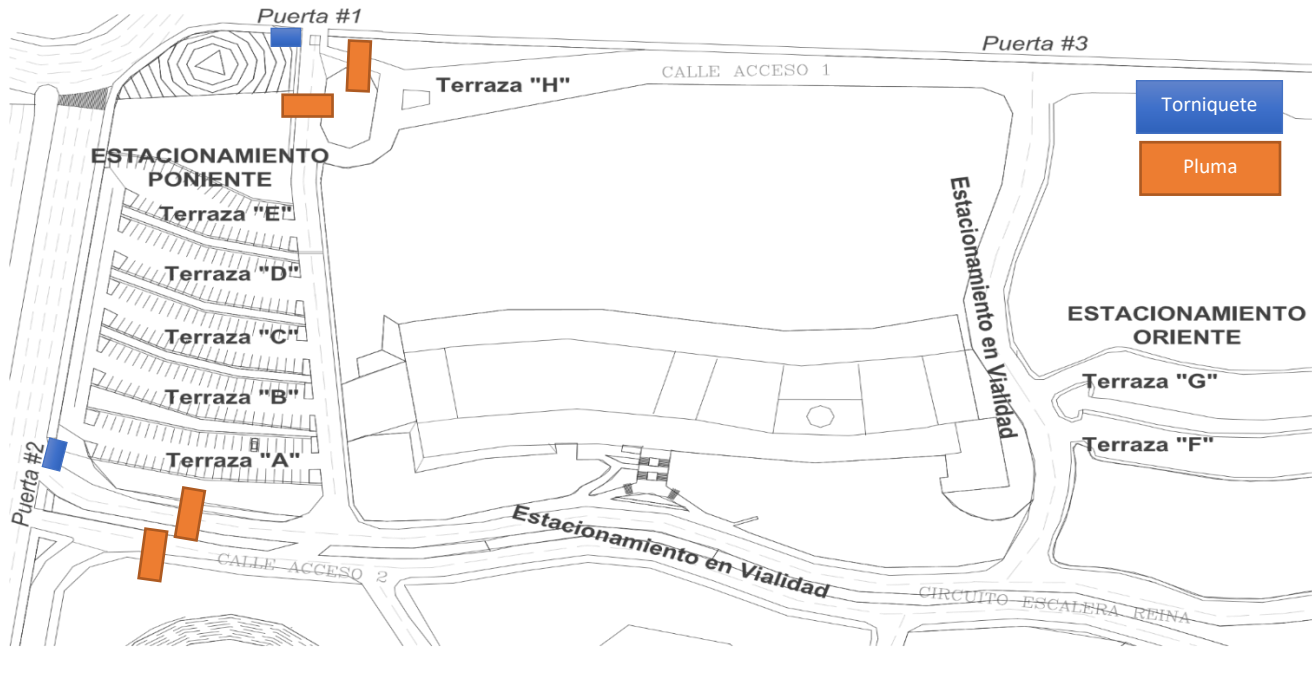 Puerta #1
Puerta #3
CALLE ACCESO 1
Terraza "H"
Torniquete
Pluma
ESTACIONAMIENTO
PONIENTE
Terraza "E"
Terraza "D"
Terraza "C"
Terraza "B"
Terraza "A"
Estacionamiento en Vialidad
ESTACIONAMIENTO
ORIENTE
Terraza "G"
Terraza "F"
Puerta #2
Estacionamiento en Vialidad
CALLE ACCESO 2
CIRCUITO ESCALERA REINA